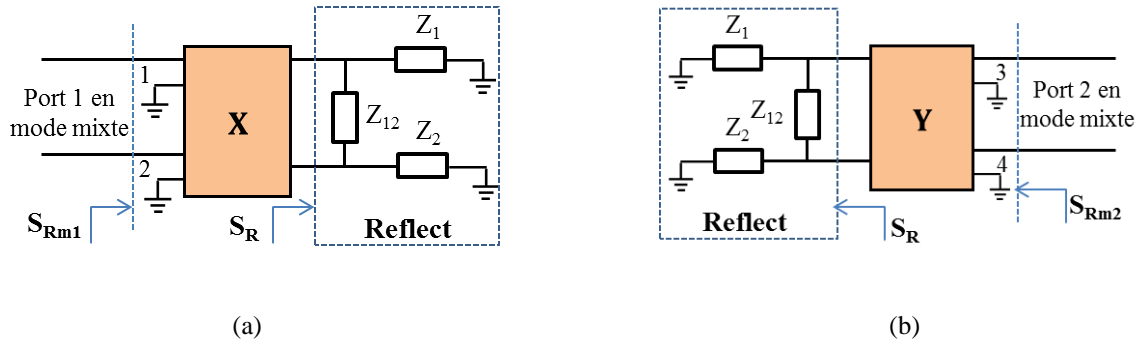 Z1
1
Port 1 en
mode mixte
X
Z12
2
Z2
SRm1
SR
Reflect
(a)
Z1
3
Port 2 en
mode mixte
Z2
Z12
Y
4
Reflect
SR
SRm2
(b)